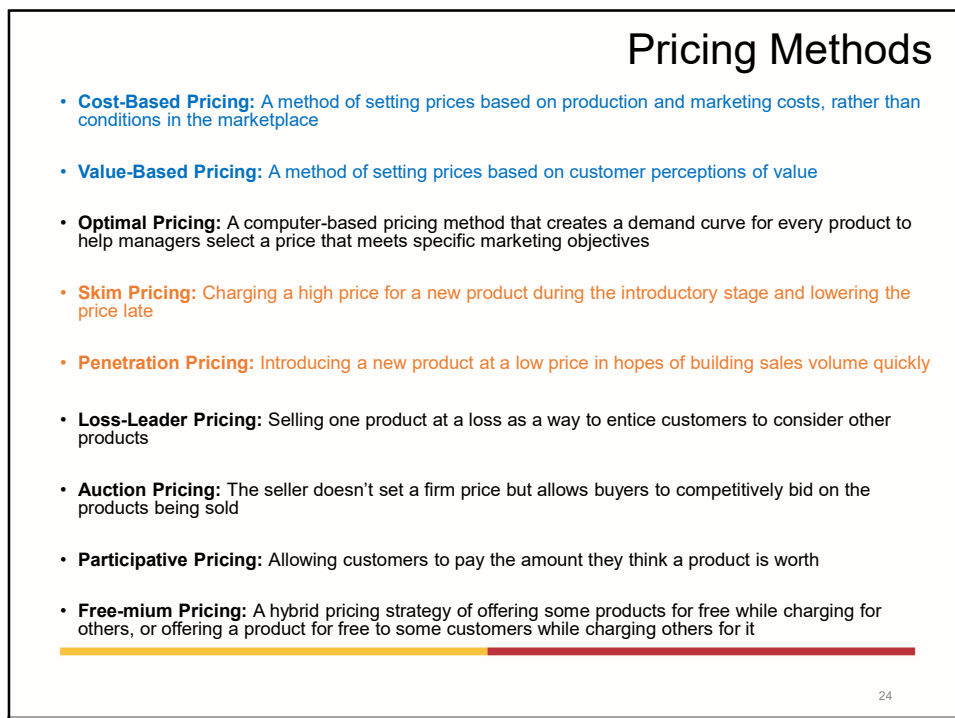 Pricing Methods
• Cost-Based Pricing: A method of setting prices based on production and marketing costs, rather than
conditions in the marketplace
• Value-Based Pricing: A method of setting prices based on customer perceptions of value
• Optimal Pricing: A computer-based pricing method that creates a demand curve for every product to
help managers select a price that meets specific marketing objectives
• Skim Pricing: Charging a high price for a new product during the introductory stage and lowering the
price late
• Penetration Pricing: Introducing a new product at a low price in hopes of building sales volume quickly
• Loss-Leader Pricing: Selling one product at a loss as a way to entice customers to consider other
products
• Auction Pricing: The seller doesn’t set a firm price but allows buyers to competitively bid on the
products being sold
• Participative Pricing: Allowing customers to pay the amount they think a product is worth
• Free-mium Pricing: A hybrid pricing strategy of offering some products for free while charging for
others, or offering a product for free to some customers while charging others for it
24